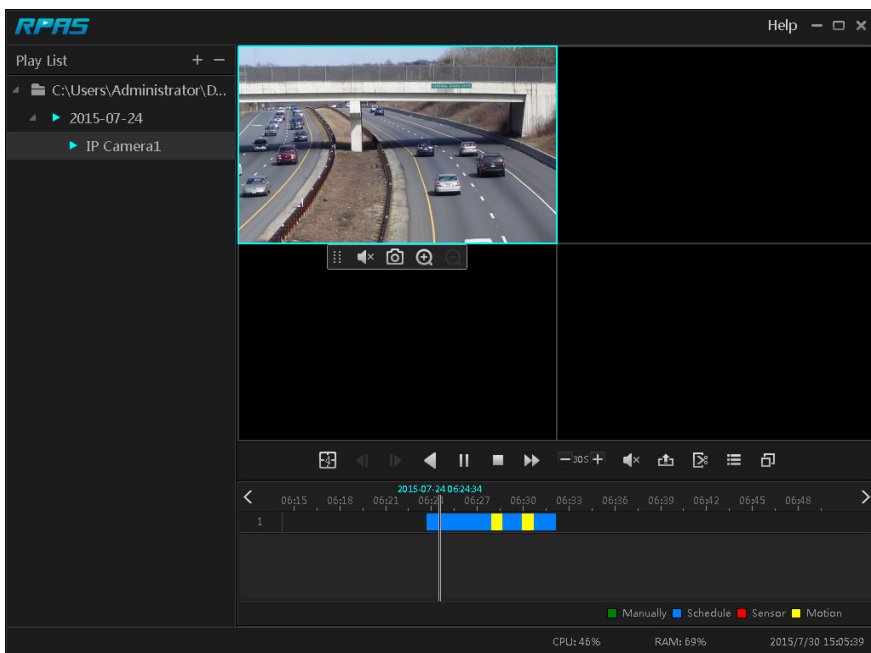 RPAS
Help
Play List
C:\Users\Administrator\D...
2015-07-24
IP Camera1
30S
2015-07-24 06:24:34
06:15 06:18 06:21 06:24 06:27 06:30 06:33 06:36 06:39 06:42 06:45 06:48
1
Manually Schedule Sensor Motion
CPU: 46% RAM: 69% 2015/7/30 15:05:39